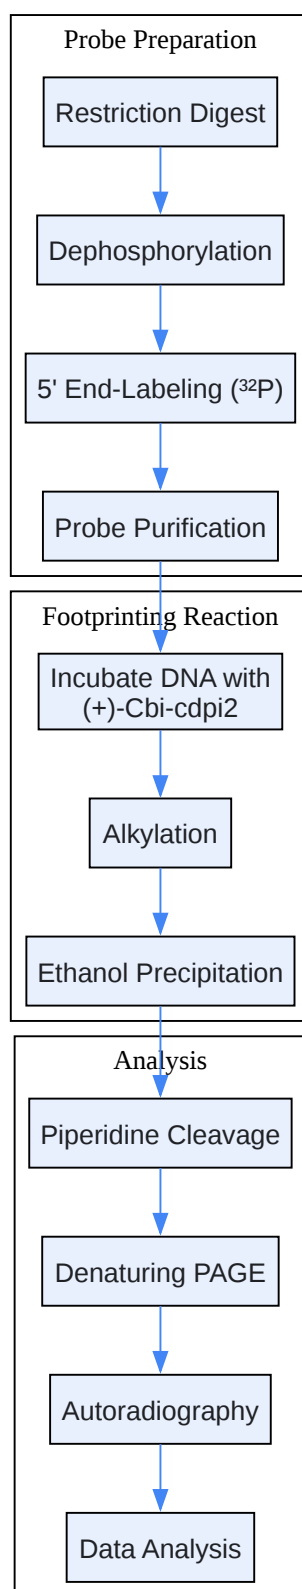 Probe Preparation
Restriction Digest
Dephosphorylation
5' End-Labeling (³²P)
Probe Purification
Footprinting Reaction
Incubate DNA with
(+)-Cbi-cdpi2
Alkylation
Ethanol Precipitation
Analysis
Piperidine Cleavage
Denaturing PAGE
Autoradiography
Data Analysis